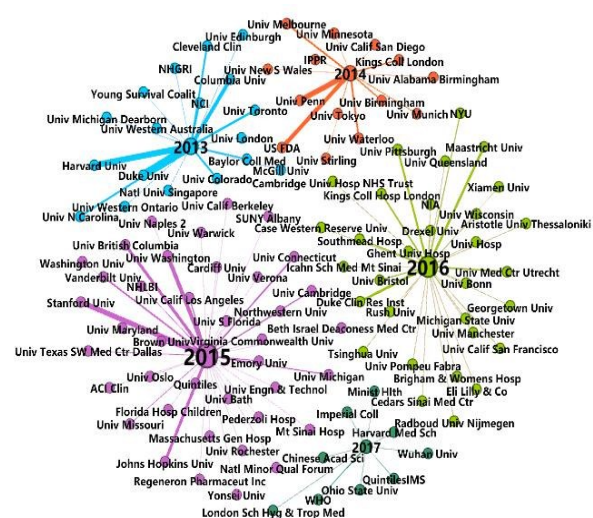 Univ Melbourne
Univ Edinburgh
Univ Minnesota
Cleveland Clin
Univ Calif San Diego
IPPR
Kings Coll London
NHGRI
Univ New S Wales
2014
Columbia Univ
Univ Alabama Birmingham
Young Survival Coalit
NCI
Univ Penn
Univ Birmingham
Univ Toronto
Univ Tokyo
Univ Munich
NYU
Univ Michigan Dearborn
Univ Western Australia
Univ London
Univ Waterloo
2013
US FDA
Univ Pittsburgh
Maastricht Univ
Baylor Coll Med
Univ Stirling
Univ Queensland
Harvard Univ
McGill Univ
Duke Univ
Univ Colorado
Cambridge Univ Hosp NHS Trust
Natl Univ Singapore
Kings Coll Hosp London
Xiamen Univ
Univ Western Ontario
Univ Calif Berkeley
NIA
Univ N Carolina
SUNY Albany
Univ Wisconsin
Univ Naples 2
Case Western Reserve Univ
Drexel Univ
Aristotle Univ Thessaloniki
Univ Warwick
Southmead Hosp
Univ Hosp
Univ British Columbia
Ghent Univ Hosp
Univ Washington
Univ Connecticut
Washington Univ
Cardiff Univ
Icahn Sch Med Mt Sinai
2016
Univ Med Ctr Utrecht
Vanderbilt Univ
Univ Verona
Univ Bristol
Univ Bonn
NHLBI
Univ Cambridge
Stanford Univ
Univ Calif Los Angeles
Duke Clin Res Inst
Georgetown Univ
Northwestern Univ
Rush Univ
Univ S Florida
Michigan State Univ
Univ Maryland
Beth Israel Deaconess Med Ctr
Univ Manchester
Brown Univ
Virginia Commonwealth Univ
Univ Calif San Francisco
Univ Texas SW Med Ctr Dallas
2015
Tsinghua Univ
Emory Univ
Univ Pompeu Fabra
Univ Oslo
Univ Michigan
Brigham & Womens Hosp
ACI Clin
Quintiles
Univ Engn & Technol
Minist Hlth
Eli Lilly & Co
Univ Bath
Cedars Sinai Med Ctr
Florida Hosp Children
Imperial Coll
Pederzoli Hosp
Radboud Univ Nijmegen
Univ Missouri
Mt Sinai Hosp
Harvard Med Sch
Massachusetts Gen Hosp
2017
Univ Rochester
Wuhan Univ
Johns Hopkins Univ
Chinese Acad Sci
Natl Minor Qual Forum
Regeneron Pharmaceut Inc
QuintilesIMS
Yonsei Univ
Ohio State Univ
WHO
London Sch Hyg & Trop Med